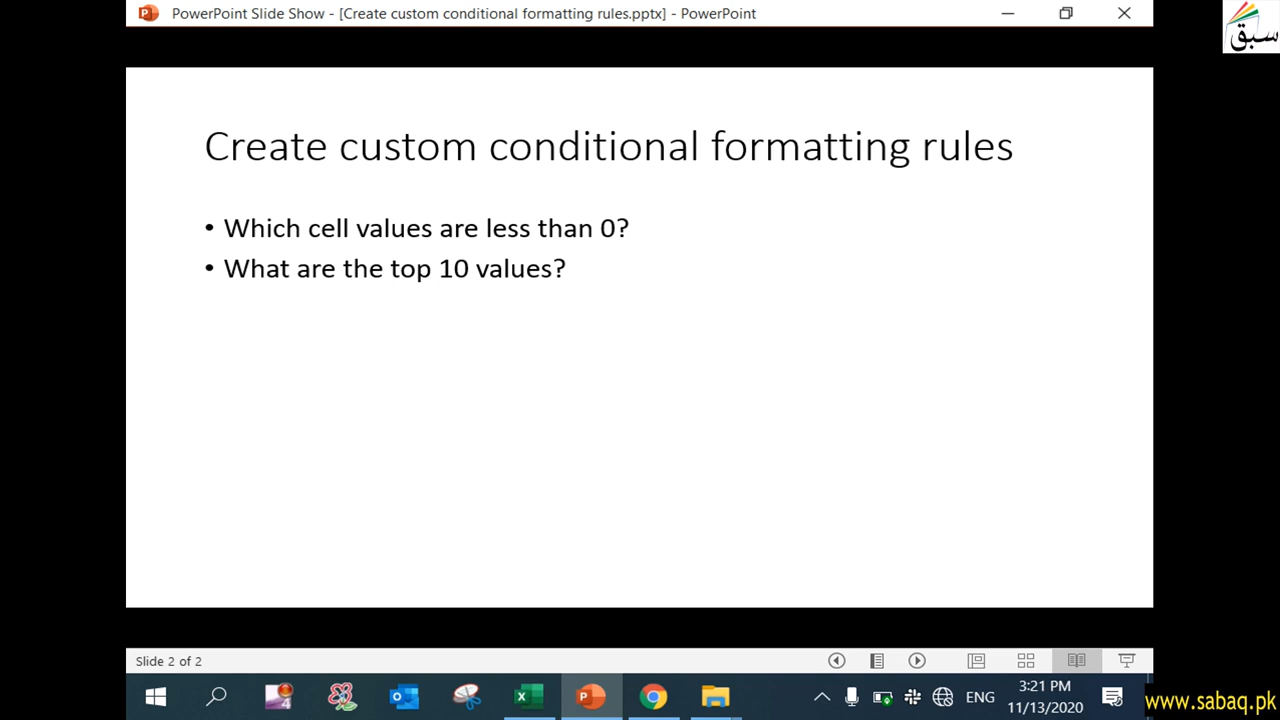 PowerPoint Slide Show - [Create custom conditional formatting rules.pptx] - PowerPoint
سبق
Create custom conditional formatting rules
• Which cell values are less than 0?
• What are the top 10 values?
Slide 2 of 2
ENG
3:21 PM
11/13/2020
www.sabaq.pk